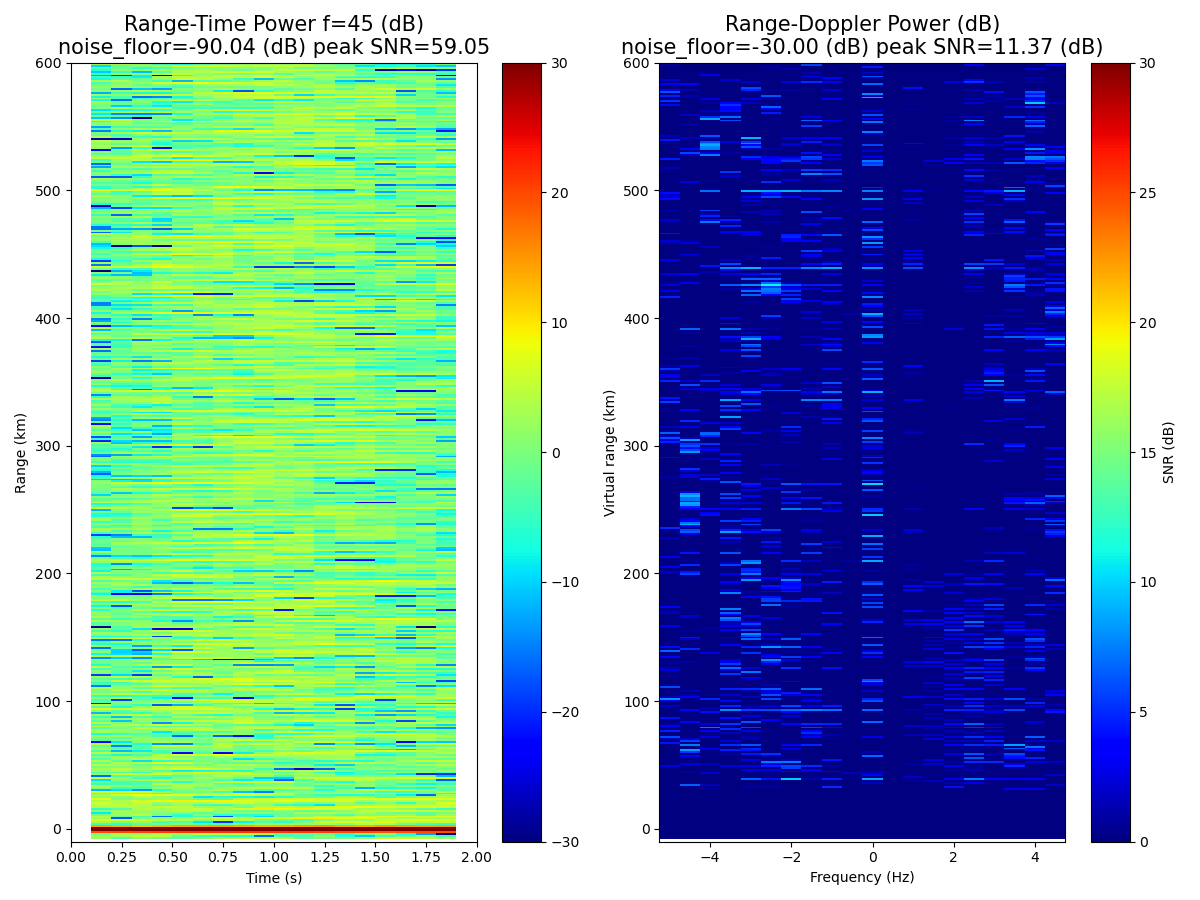 Range-Time Power f=45 (dB)
noise_floor=-90.04 (dB) peak SNR=59.05
Range-Doppler Power (dB)
noise_floor=-30.00 (dB) peak SNR=11.37 (dB)
600
500
400
300
200
100
0
Range (km)
0.00 0.25 0.50 0.75 1.00 1.25 1.50 1.75 2.00
Time (s)
30
20
10
0
−10
−20
−30
600
500
400
300
200
100
0
Virtual range (km)
−4 −2 0 2 4
Frequency (Hz)
30
25
20
15
10
5
0
SNR (dB)